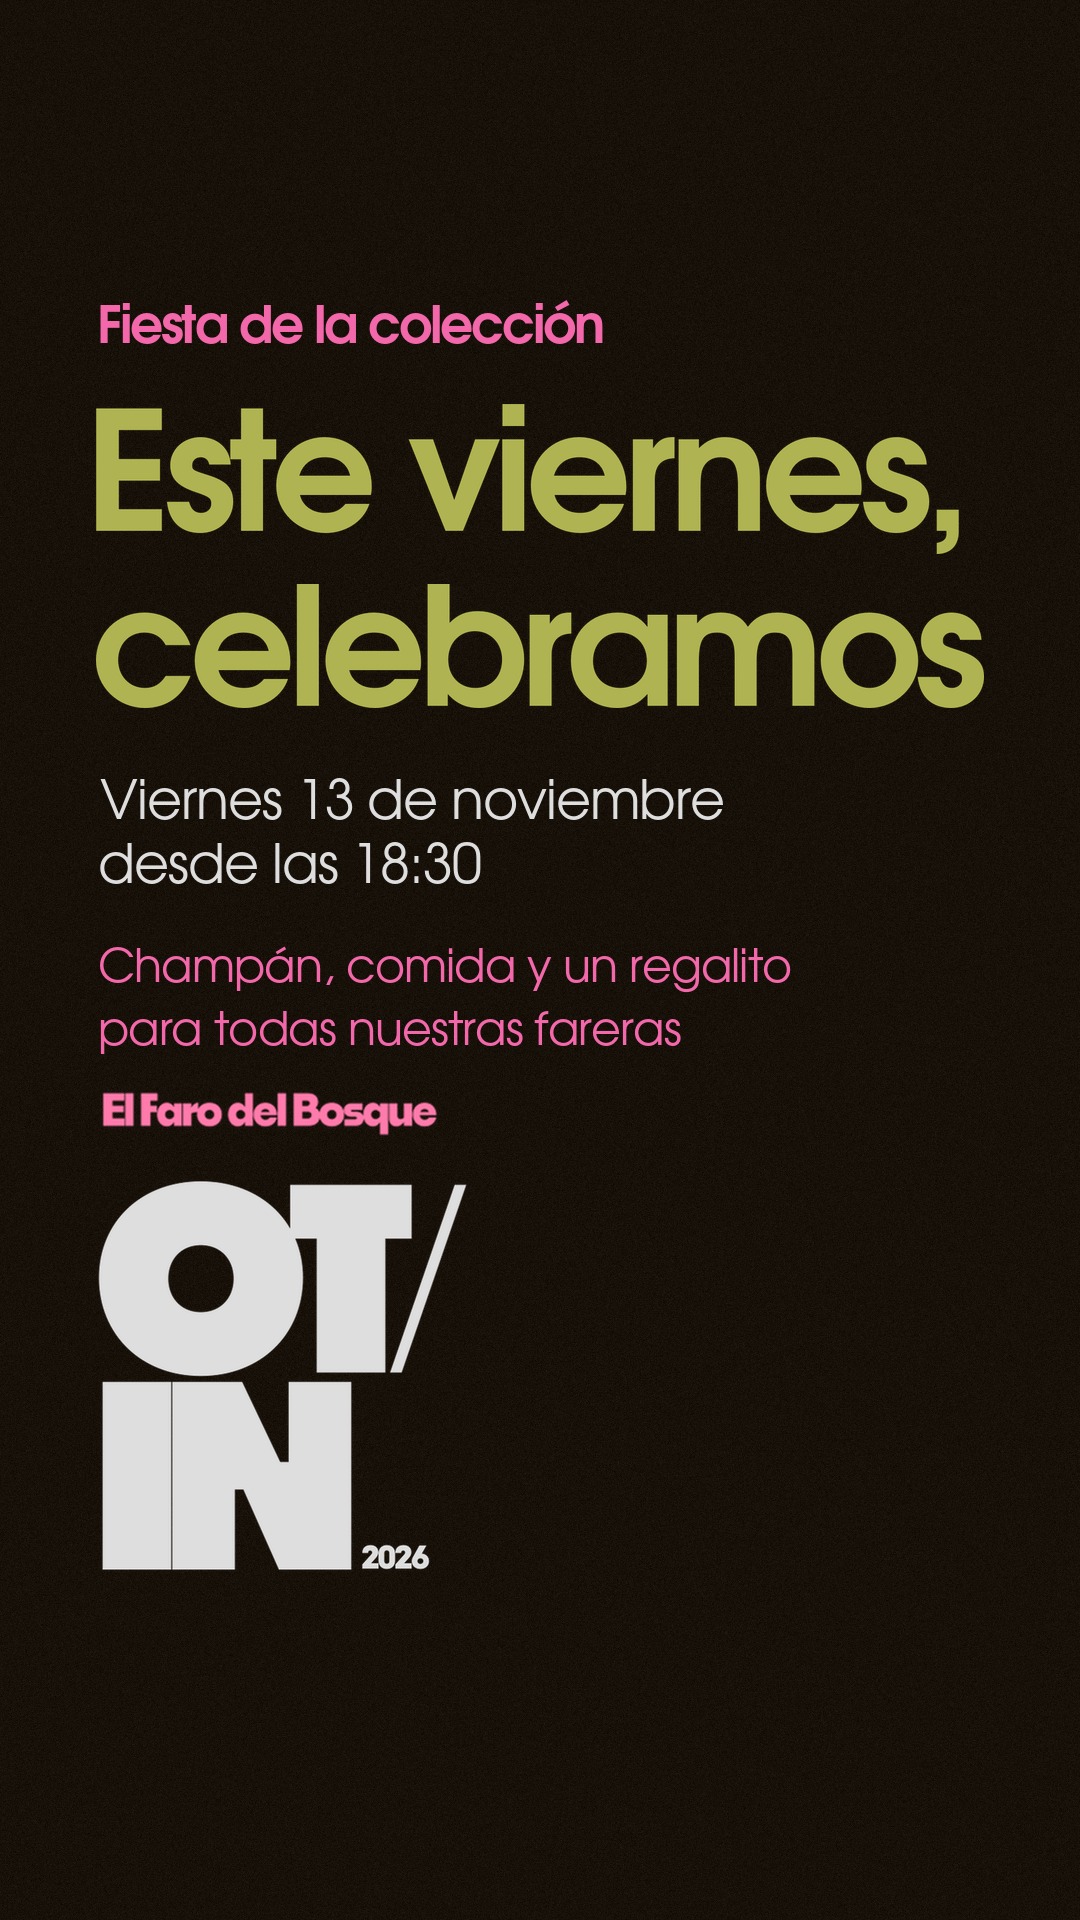 Fiesta de la colección
Este viernes,
celebramos
Viernes 13 de noviembre
desde las 18:30
Champán, comida y un regalito
para todas nuestras fareras
El Faro del Bosque
OT/
IN 2026